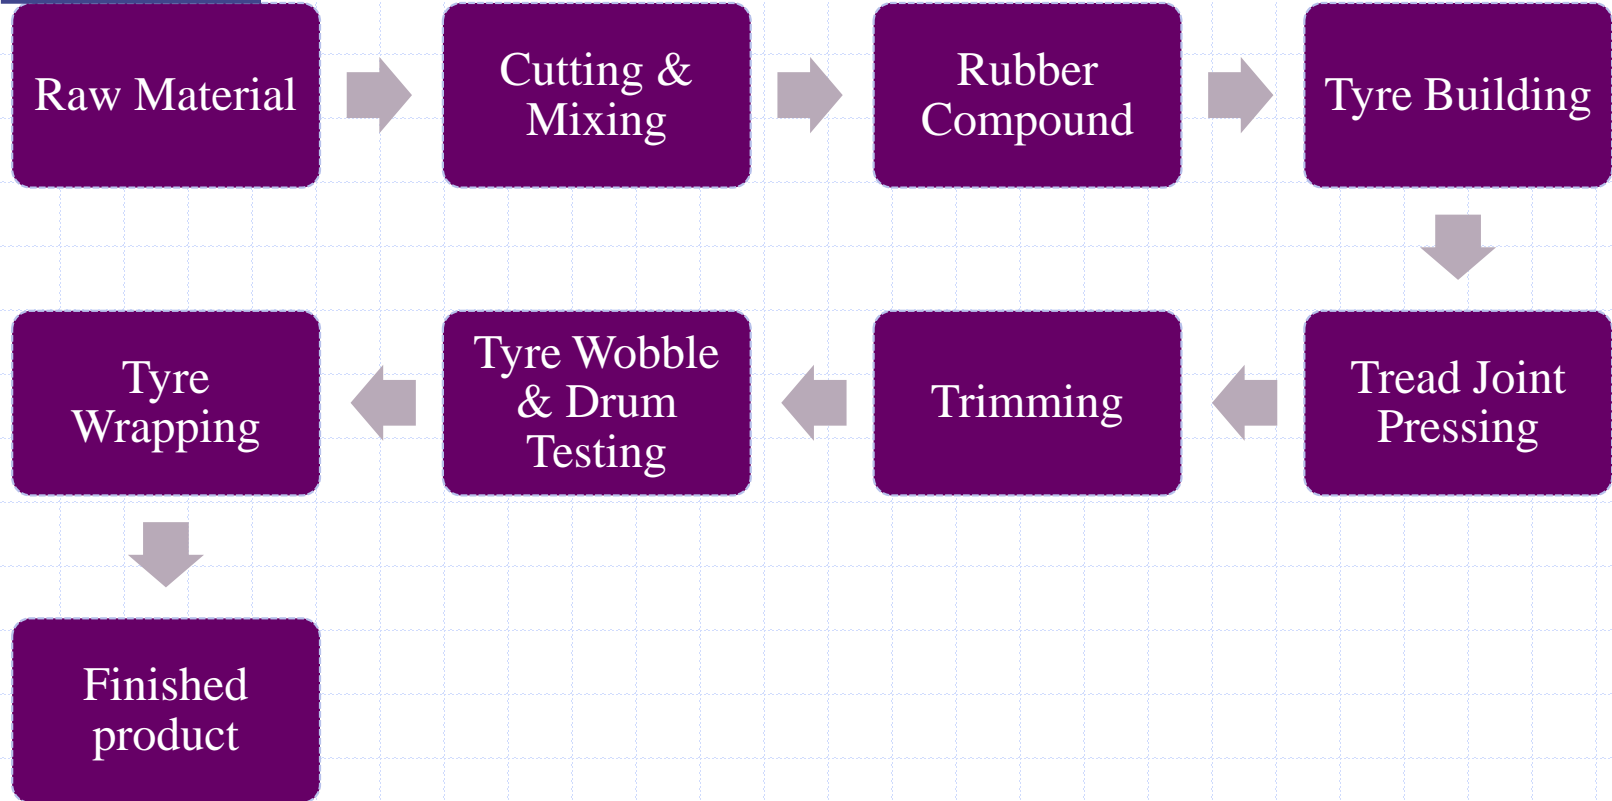 Raw Material
Cutting &
Mixing
Rubber
Compound
Tyre Building
Tread Joint
Pressing
Trimming
Tyre Wobble
& Drum
Testing
Tyre
Wrapping
Finished
product